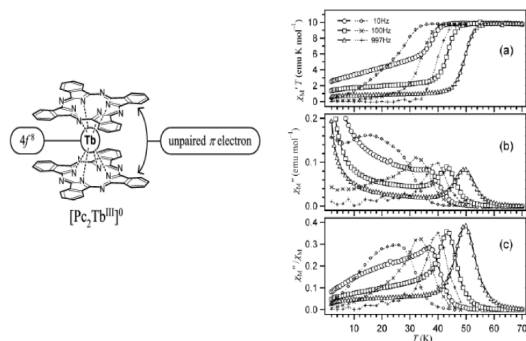 4f⁸
Tb
unpaired π electron
N
N
N
N
N
N
N
N
[Pc₂Tbᴵᴵᴵ]⁰
χM' T (emu K mol⁻¹)
12
10
8
6
4
2
0
10Hz
100Hz
997Hz
(a)
χM" (emu mol⁻¹)
0.2
0.1
0
(b)
χM"/χM'
0.4
0.3
0.2
0.1
0.0
(c)
0 10 20 30 40 50 60 70
T (K)